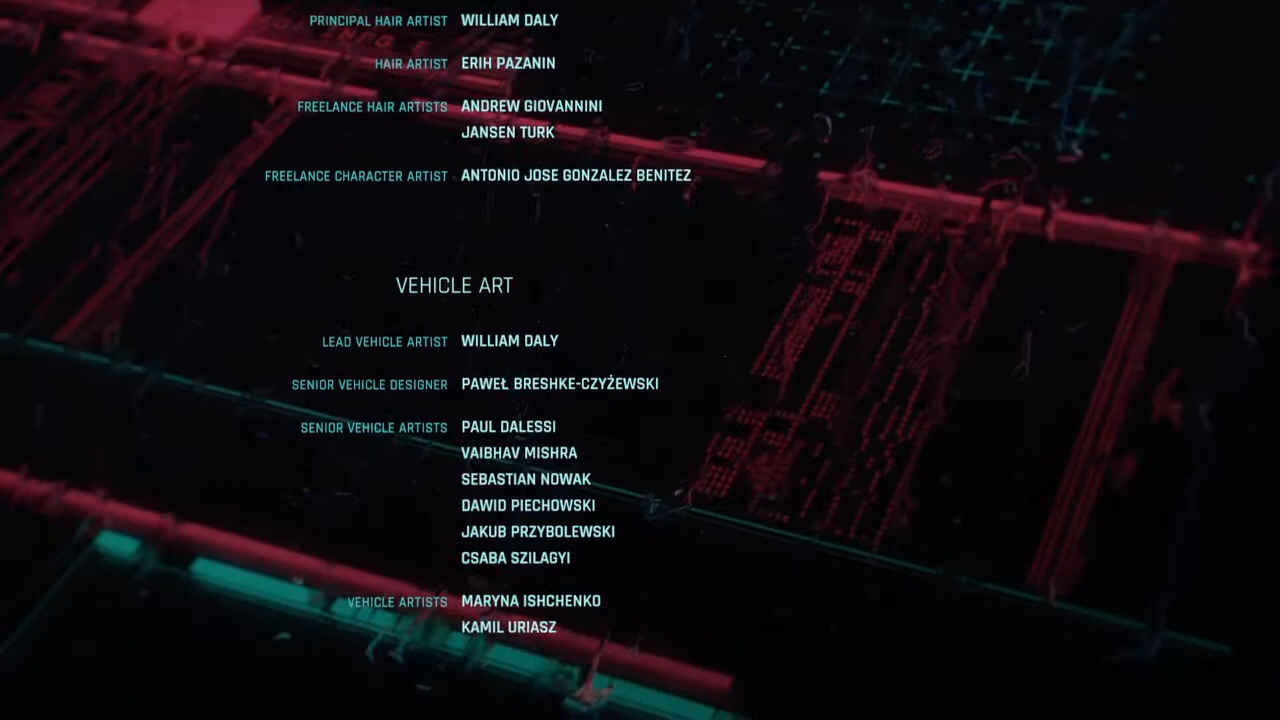 PRINCIPAL HAIR ARTIST WILLIAM DALY
HAIR ARTIST ERIH PAZANIN
FREELANCE HAIR ARTISTS ANDREW GIOVANNINI
JANSEN TURK
FREELANCE CHARACTER ARTIST ANTONIO JOSE GONZALEZ BENITEZ
VEHICLE ART
LEAD VEHICLE ARTIST WILLIAM DALY
SENIOR VEHICLE DESIGNER PAWEŁ BRESHKE-CZYŻEWSKI
SENIOR VEHICLE ARTISTS PAUL DALESSI
VAIBHAV MISHRA
SEBASTIAN NOWAK
DAWID PIECHOWSKI
JAKUB PRZYBOLEWSKI
CSABA SZILAGYI
VEHICLE ARTISTS MARYNA ISHCHENKO
KAMIL URIASZ